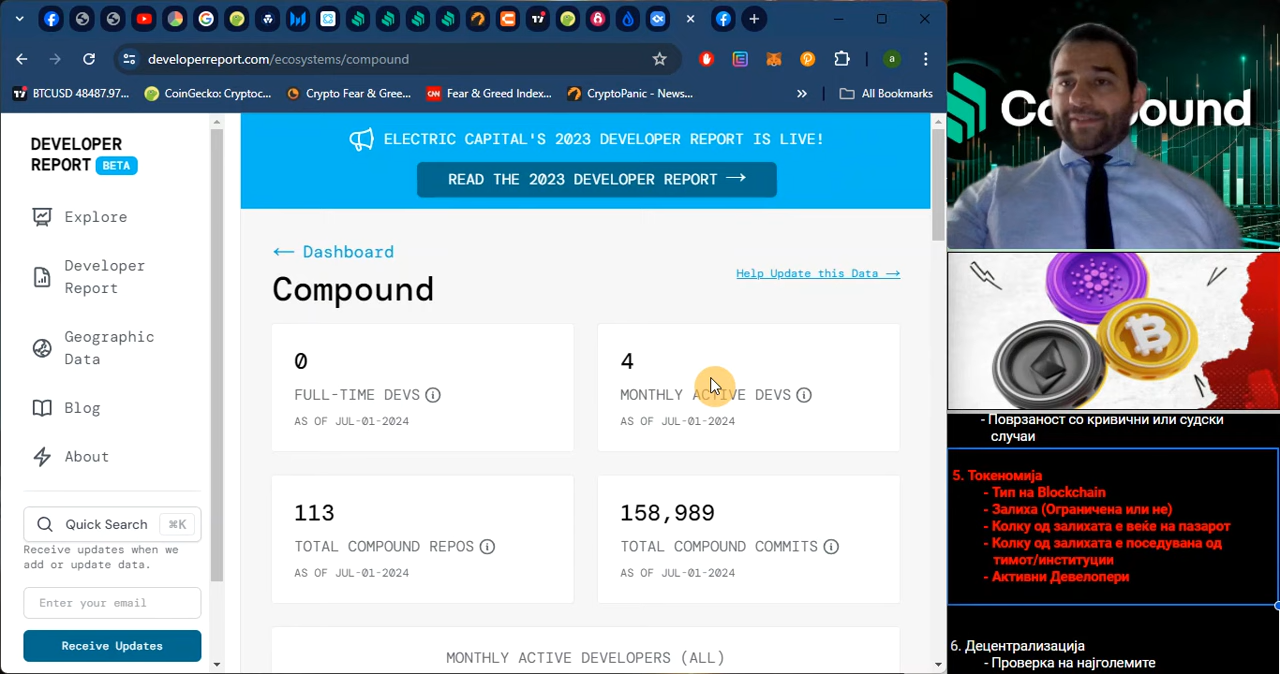 developerreport.com/ecosystems/compound
BTCUSD 48487.97...
CoinGecko: Cryptoc...
Crypto Fear & Gree...
Fear & Greed Index...
CryptoPanic - News...
All Bookmarks
DEVELOPER
REPORT BETA
Explore
Developer
Report
Geographic
Data
Blog
About
Quick Search ⌘K
Receive updates when we
add or update data.
Enter your email
Receive Updates
ELECTRIC CAPITAL'S 2023 DEVELOPER REPORT IS LIVE!
READ THE 2023 DEVELOPER REPORT →
← Dashboard
Help Update this Data →
Compound
0
FULL-TIME DEVS
AS OF JUL-01-2024
4
MONTHLY ACTIVE DEVS
AS OF JUL-01-2024
113
TOTAL COMPOUND REPOS
AS OF JUL-01-2024
158,989
TOTAL COMPOUND COMMITS
AS OF JUL-01-2024
MONTHLY ACTIVE DEVELOPERS (ALL)
- Поврзаност со кривични или судски
случаи
5. Токеномија
- Тип на Blockchain
- Залиха (Ограничена или не)
- Колку од залихата е веќе на пазарот
- Колку од залихата е поседувана од
тимот/институции
- Активни Девелопери
6. Децентрализација
- Проверка на најголемите